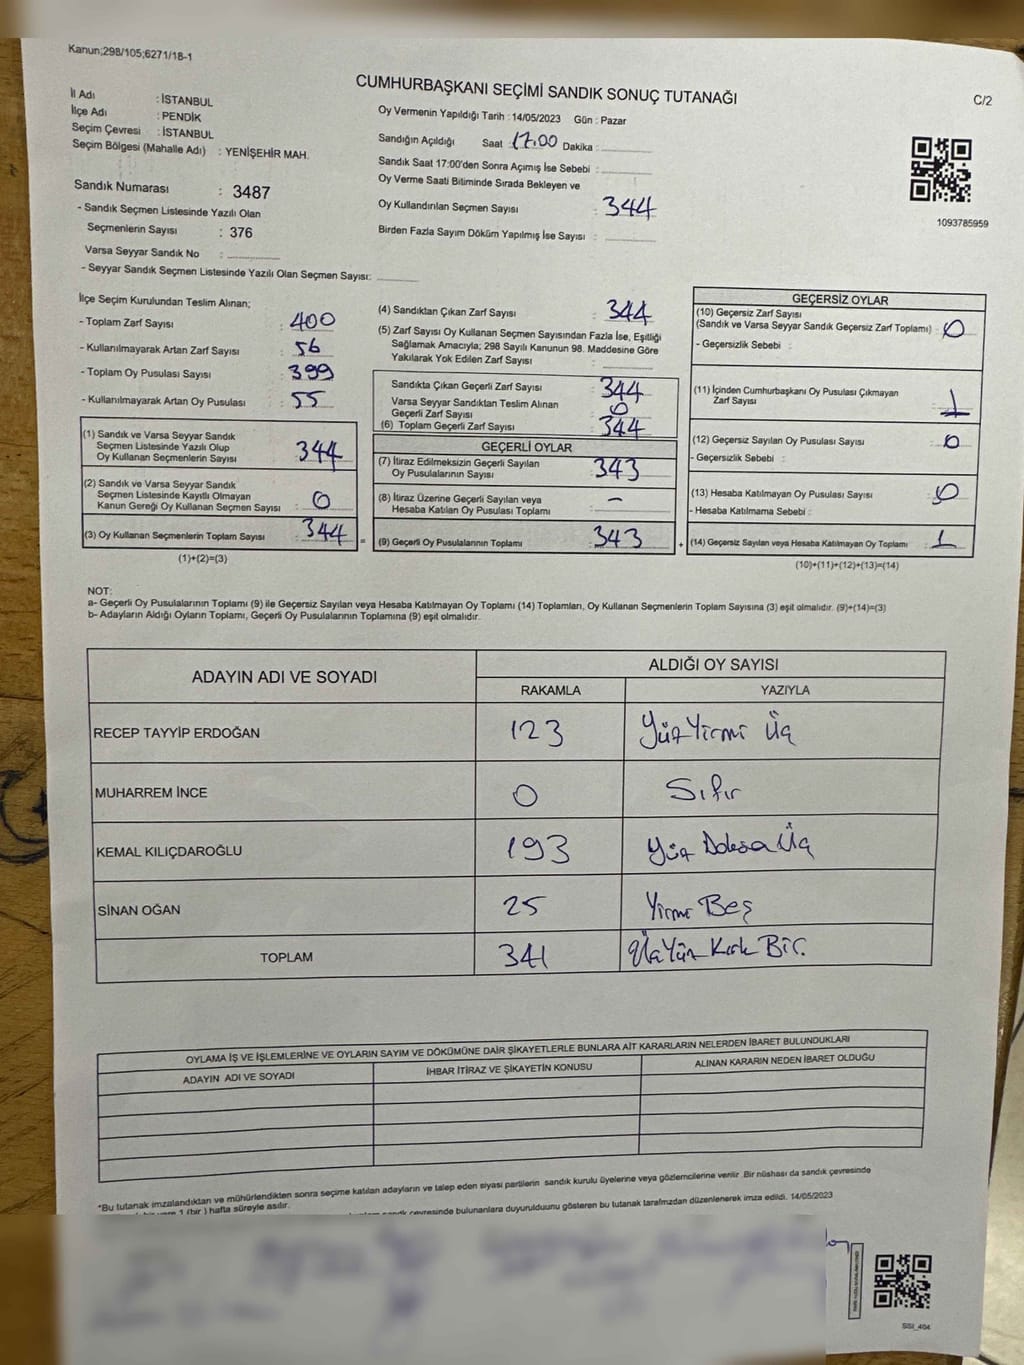 Kanun;298/105;6271/18-1
CUMHURBAŞKANI SEÇİMİ SANDIK SONUÇ TUTANAĞI
C/2
İl Adı : İSTANBUL
İlçe Adı : PENDİK
Seçim Çevresi : İSTANBUL
Seçim Bölgesi (Mahalle Adı) : YENİŞEHİR MAH.
Sandık Numarası : 3487
- Sandık Seçmen Listesinde Yazılı Olan
Seçmenlerin Sayısı : 376
Varsa Seyyar Sandık No :
- Seyyar Sandık Seçmen Listesinde Yazılı Olan Seçmen Sayısı:
Oy Vermenin Yapıldığı Tarih : 14/05/2023 Gün : Pazar
Sandığın Açıldığı Saat : 17:00 Dakika :
Sandık Saat 17:00'den Sonra Açımış İse Sebebi :
Oy Verme Saati Bitiminde Sırada Bekleyen ve
Oy Kullandırılan Seçmen Sayısı : 344
Birden Fazla Sayım Döküm Yapılmış İse Sayısı :
1093785959
İlçe Seçim Kurulundan Teslim Alınan;
- Toplam Zarf Sayısı : 400
- Kullanılmayarak Artan Zarf Sayısı : 56
- Toplam Oy Pusulası Sayısı : 399
- Kullanılmayarak Artan Oy Pusulası : 55
(1) Sandık ve Varsa Seyyar Sandık
Seçmen Listesinde Yazılı Olup
Oy Kullanan Seçmenlerin Sayısı : 344
(2) Sandık ve Varsa Seyyar Sandık
Seçmen Listesinde Kayıtlı Olmayan
Kanun Gereği Oy Kullanan Seçmen Sayısı : 0
(3) Oy Kullanan Seçmenlerin Toplam Sayısı : 344 =
(1)+(2)=(3)
(4) Sandıktan Çıkan Zarf Sayısı : 344
(5) Zarf Sayısı Oy Kullanan Seçmen Sayısından Fazla İse, Eşitliği
Sağlamak Amacıyla; 298 Sayılı Kanunun 98. Maddesine Göre
Yakılarak Yok Edilen Zarf Sayısı :
Sandıkta Çıkan Geçerli Zarf Sayısı : 344
Varsa Seyyar Sandıktan Teslim Alınan
Geçerli Zarf Sayısı : 0
(6) Toplam Geçerli Zarf Sayısı : 344
GEÇERLİ OYLAR
(7) İtiraz Edilmeksizin Geçerli Sayılan
Oy Pusulalarının Sayısı : 343
(8) İtiraz Üzerine Geçerli Sayılan veya
Hesaba Katılan Oy Pusulası Toplamı : –
(9) Geçerli Oy Pusulalarının Toplamı : 343 +
GEÇERSİZ OYLAR
(10) Geçersiz Zarf Sayısı
(Sandık ve Varsa Seyyar Sandık Geçersiz Zarf Toplamı) : 0
- Geçersizlik Sebebi :
(11) İçinden Cumhurbaşkanı Oy Pusulası Çıkmayan
Zarf Sayısı : 1
(12) Geçersiz Sayılan Oy Pusulası Sayısı : 0
- Geçersizlik Sebebi :
(13) Hesaba Katılmayan Oy Pusulası Sayısı : 0
- Hesaba Katılmama Sebebi :
(14) Geçersiz Sayılan veya Hesaba Katılmayan Oy Toplamı : 1
(10)+(11)+(12)+(13)=(14)
NOT:
a- Geçerli Oy Pusulalarının Toplamı (9) ile Geçersiz Sayılan veya Hesaba Katılmayan Oy Toplamı (14) Toplamları, Oy Kullanan Seçmenlerin Toplam Sayısına (3) eşit olmalıdır. (9)+(14)=(3)
b- Adayların Aldığı Oyların Toplamı, Geçerli Oy Pusulalarının Toplamına (9) eşit olmalıdır.
ADAYIN ADI VE SOYADI
ALDIĞI OY SAYISI
RAKAMLA YAZIYLA
RECEP TAYYİP ERDOĞAN 123 Yüz Yirmi Üç
MUHARREM İNCE 0 Sıfır
KEMAL KILIÇDAROĞLU 193 Yüz Doksan Üç
SİNAN OĞAN 25 Yirmi Beş
TOPLAM 341 Üç Yüz Kırk Bir.
OYLAMA İŞ VE İŞLEMLERİNE VE OYLARIN SAYIM VE DÖKÜMÜNE DAİR ŞİKAYETLERLE BUNLARA AİT KARARLARIN NELERDEN İBARET BULUNDUKLARI
ADAYIN ADI VE SOYADI İHBAR İTİRAZ VE ŞİKAYETİN KONUSU ALINAN KARARIN NEDEN İBARET OLDUĞU
*Bu tutanak imzalandıktan ve mühürlendikten sonra seçime katılan adayların ve talep eden siyasi partilerin sandık kurulu üyelerine veya gözlemcilerine verilir .Bir nüshası da sandık çevresinde
1 (bir ) hafta süreyle asılır.
sandık çevresinde bulunanlara duyurulduunu gösteren bu tutanak tarafımzdan düzenlenerek imza edildi. 14/05/2023
SSI_404